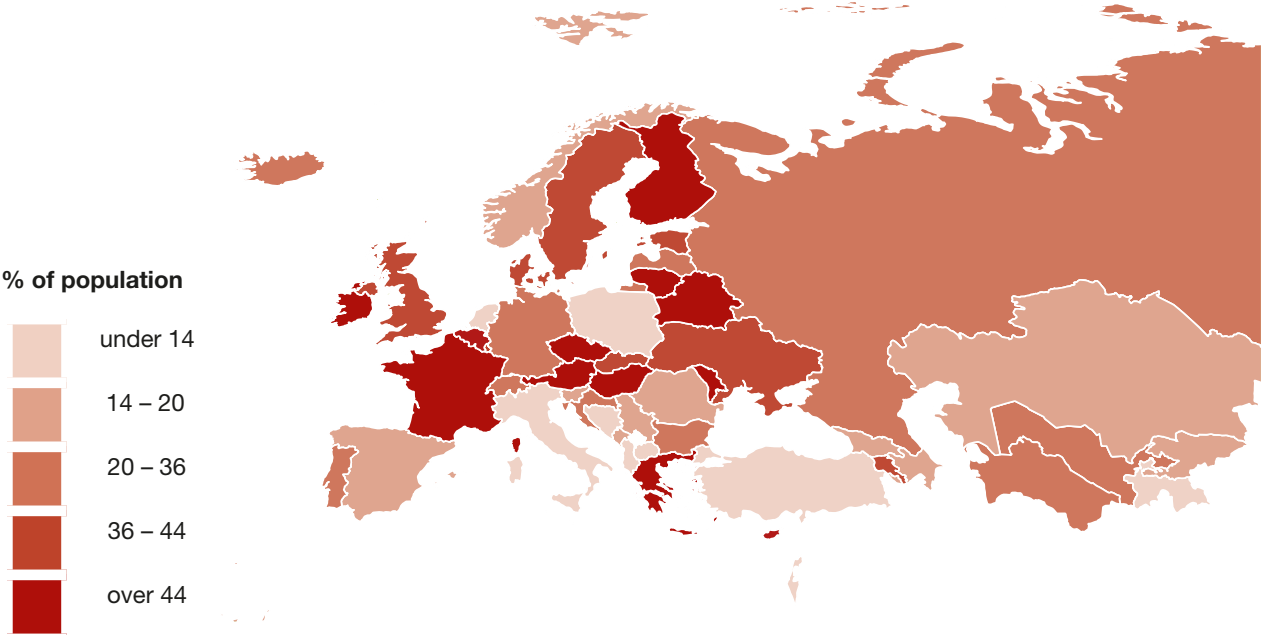 % of population
under 14
14 – 20
20 – 36
36 – 44
over 44